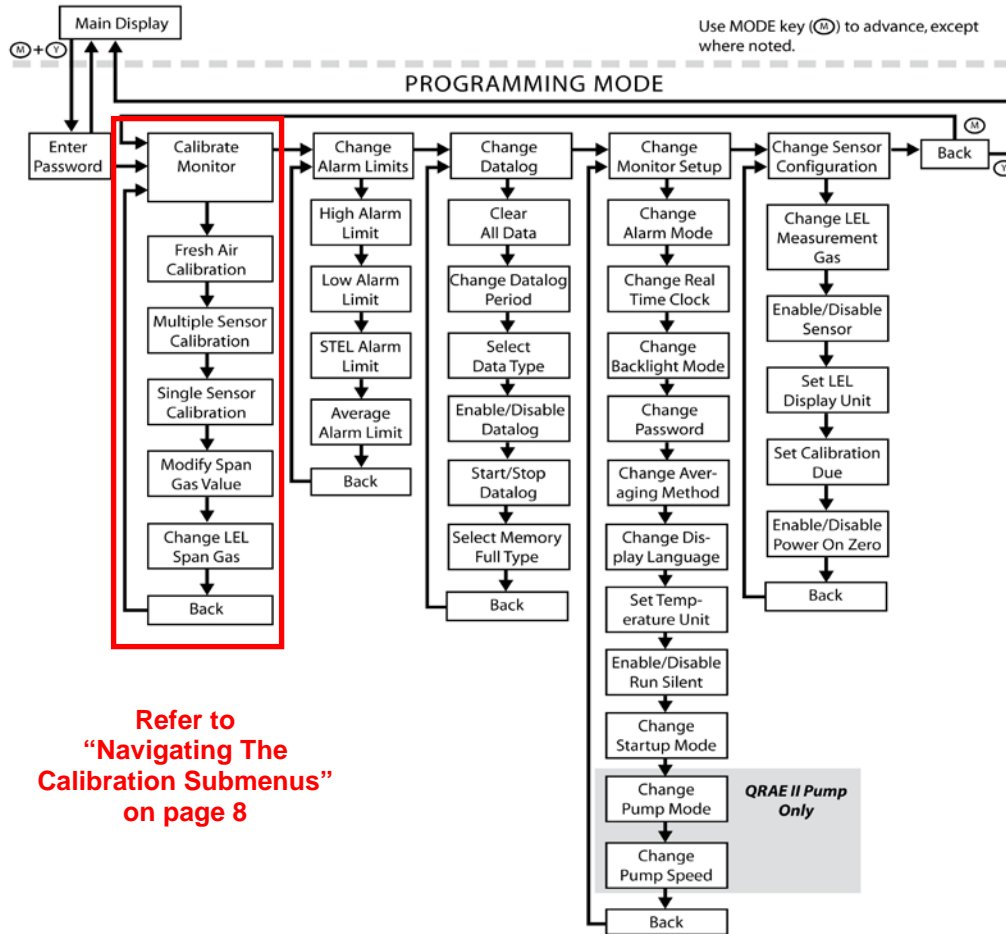 Main Display
Use MODE key (M) to advance, except
where noted.
M + Y
PROGRAMMING MODE
Enter
Password
Calibrate
Monitor
Fresh Air
Calibration
Multiple Sensor
Calibration
Single Sensor
Calibration
Modify Span
Gas Value
Change LEL
Span Gas
Back
Change
Alarm Limits
High Alarm
Limit
Low Alarm
Limit
STEL Alarm
Limit
Average
Alarm Limit
Back
Change
Datalog
Clear
All Data
Change Datalog
Period
Select
Data Type
Enable/Disable
Datalog
Start/Stop
Datalog
Select Memory
Full Type
Back
Change
Monitor Setup
Change
Alarm Mode
Change Real
Time Clock
Change
Backlight Mode
Change
Password
Change Aver-
aging Method
Change Dis-
play Language
Set Temp-
erature Unit
Enable/Disable
Run Silent
Change
Startup Mode
Change
Pump Mode
Change
Pump Speed
QRAE II Pump
Only
Back
Change Sensor
Configuration
Change LEL
Measurement
Gas
Enable/Disable
Sensor
Set LEL
Display Unit
Set Calibration
Due
Enable/Disable
Power On Zero
Back
M
Back
Y
Refer to
“Navigating The
Calibration Submenus”
on page 8